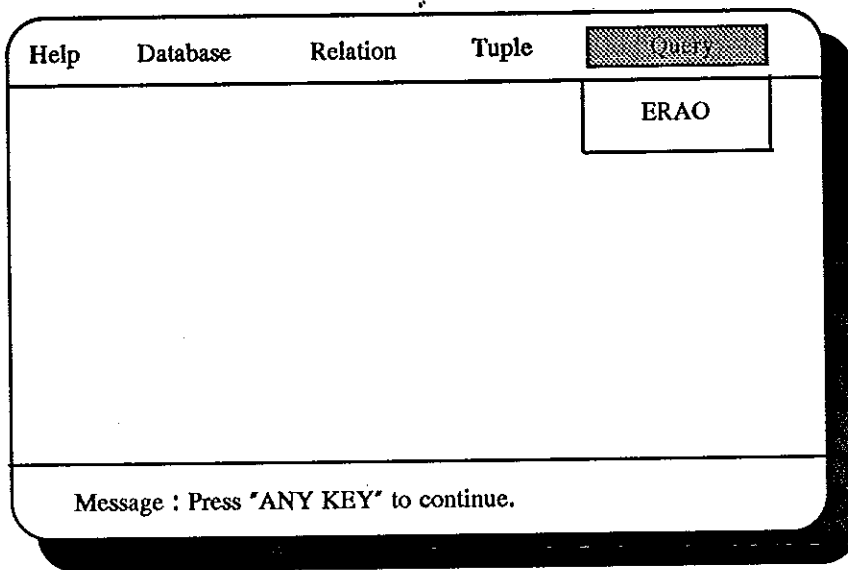 Help Database Relation Tuple Query
ERAO
Message : Press "ANY KEY" to continue.